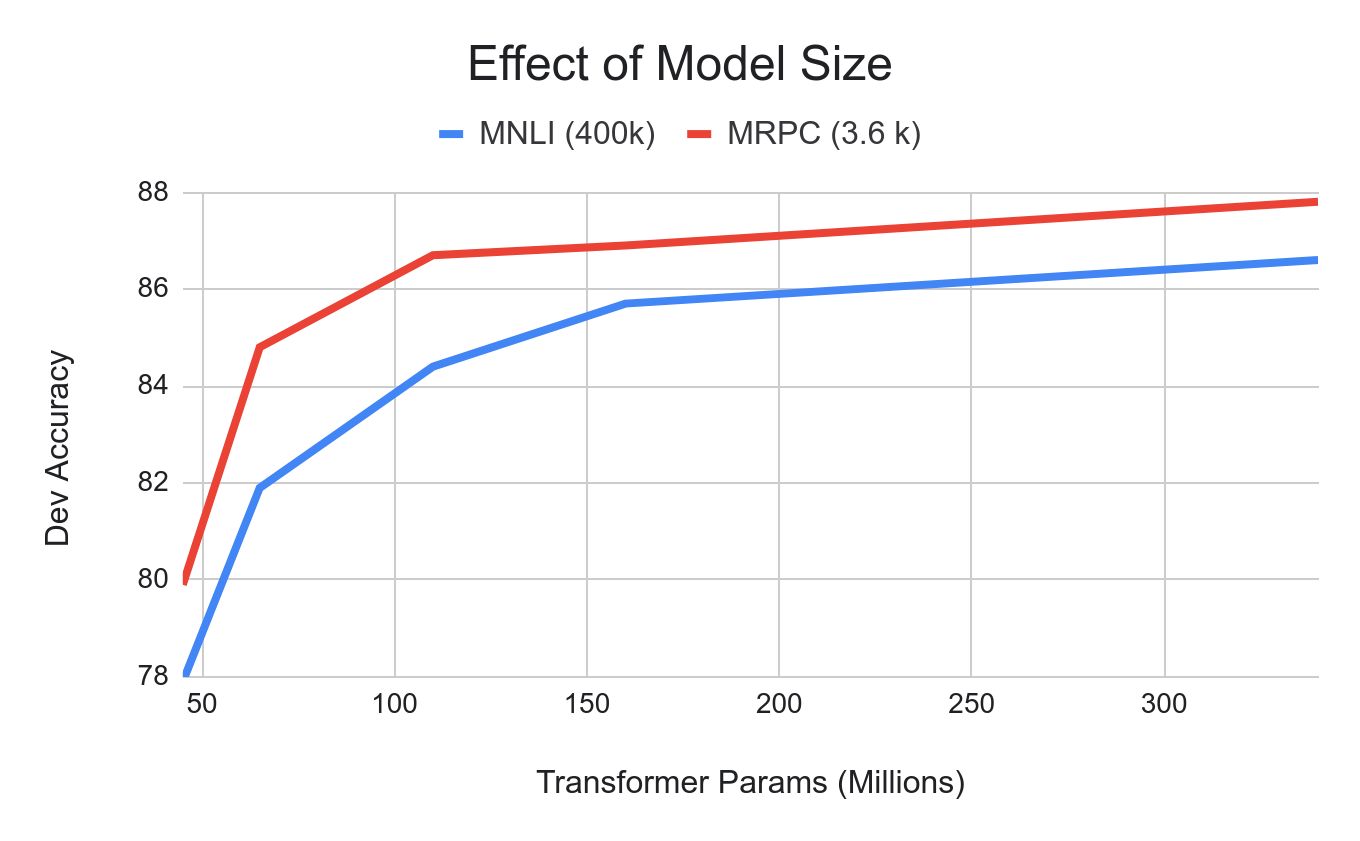 Effect of Model Size
MNLI (400k) MRPC (3.6 k)
88
86
84
82
80
78
Dev Accuracy
50 100 150 200 250 300
Transformer Params (Millions)